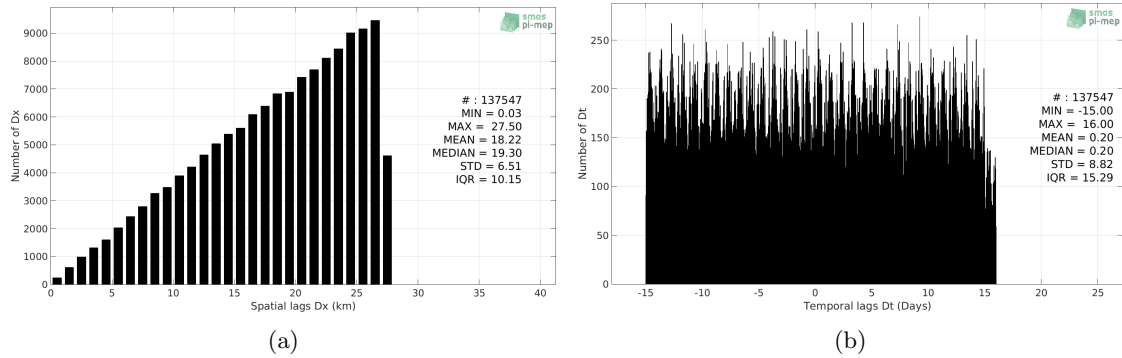 smos
pi-mep
9000
8000
7000
6000
5000
4000
3000
2000
1000
0
Number of Dx
# : 137547
MIN = 0.03
MAX = 27.50
MEAN = 18.22
MEDIAN = 19.30
STD = 6.51
IQR = 10.15
0 5 10 15 20 25 30 35 40
Spatial lags Dx (km)
(a)
smos
pi-mep
250
200
150
100
50
0
Number of Dt
# : 137547
MIN = -15.00
MAX = 16.00
MEAN = 0.20
MEDIAN = 0.20
STD = 8.82
IQR = 15.29
-15 -10 -5 0 5 10 15 20 25
Temporal lags Dt (Days)
(b)